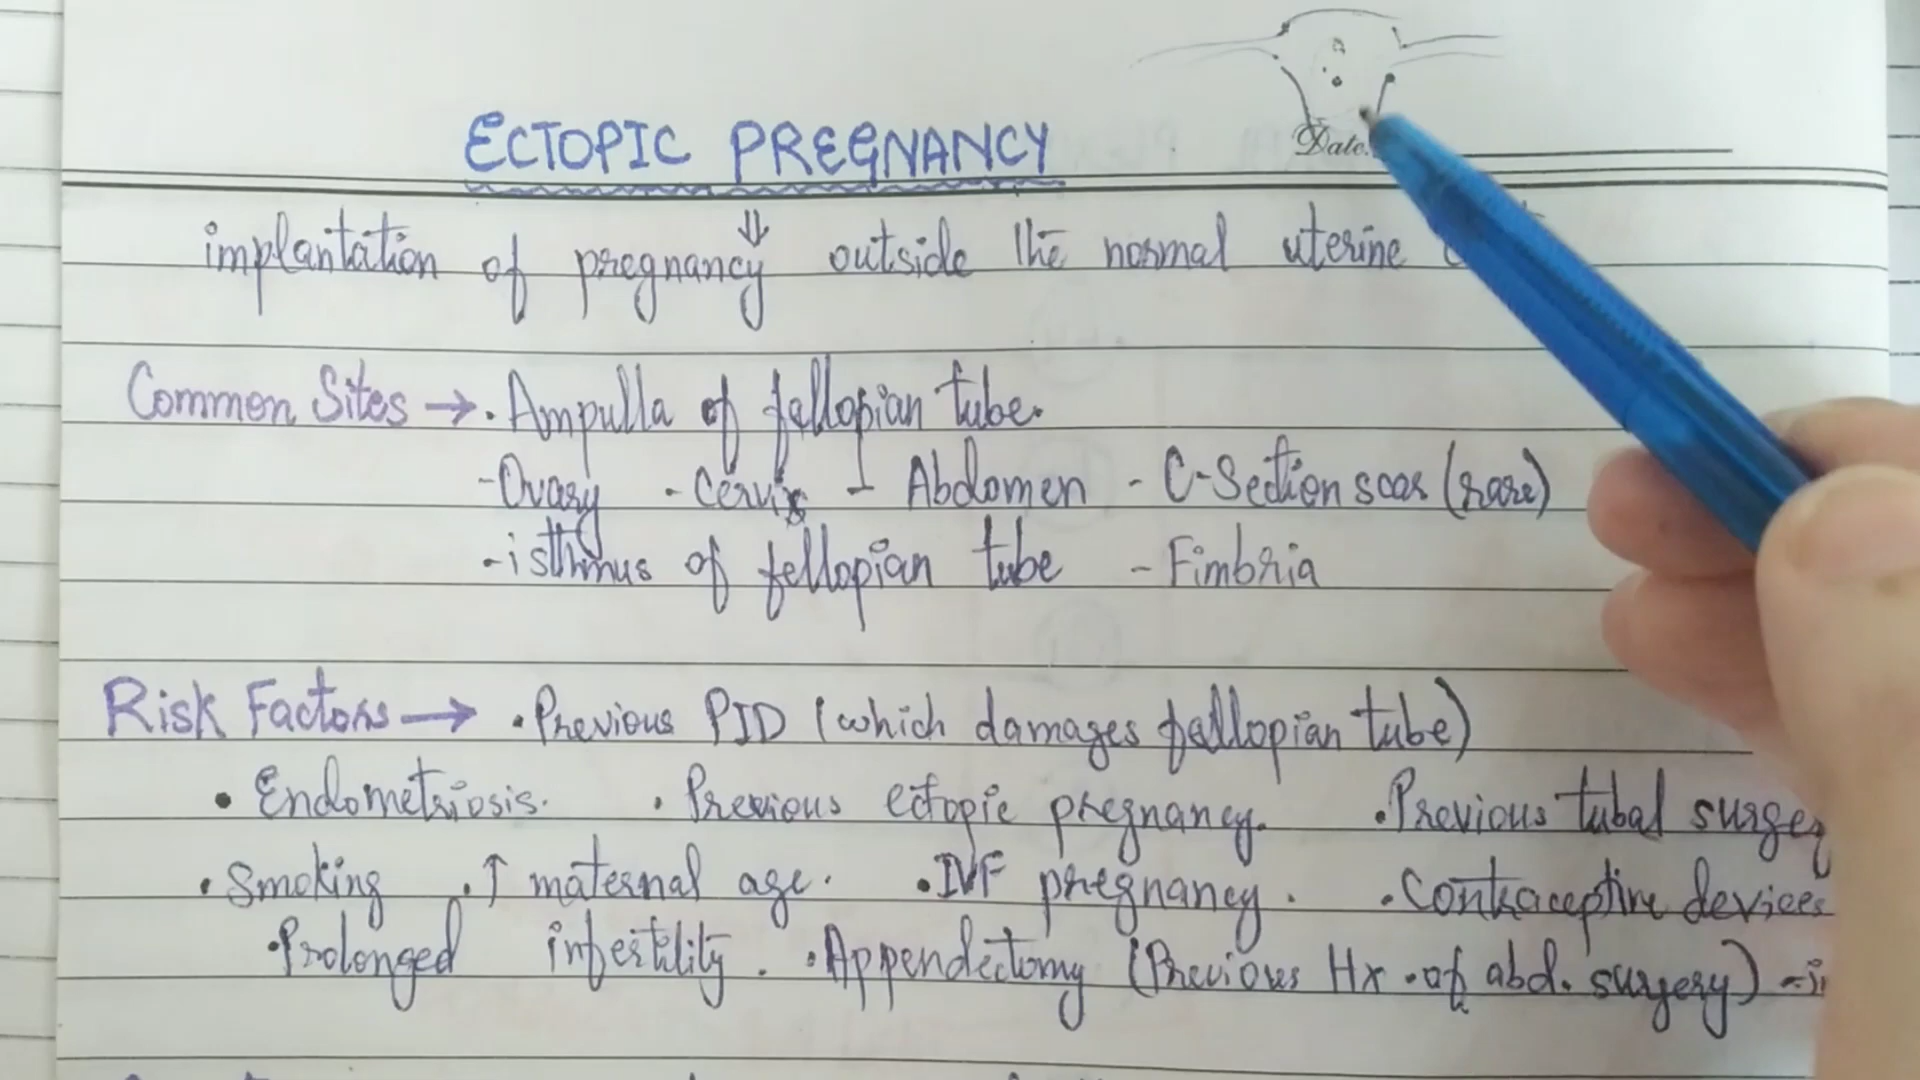 Date.
ECTOPIC PREGNANCY
⇓
implantation of pregnancy outside the normal uterine
Common Sites → • Ampulla of fallopian tube.
- Ovary - Cervix - Abdomen - C-Section scar (rare)
- isthmus of fellopian tube - Fimbria
Risk Factors → • Previous PID (which damages fallopian tube)
• Endometriosis. • Previous ectopic pregnancy. • Previous tubal surgery
• Smoking • ↑ maternal age. • IVF pregnancy. • Contraceptive devices
• Prolonged infertility. • Appendectomy (Previous Hx. of abd. surgery)